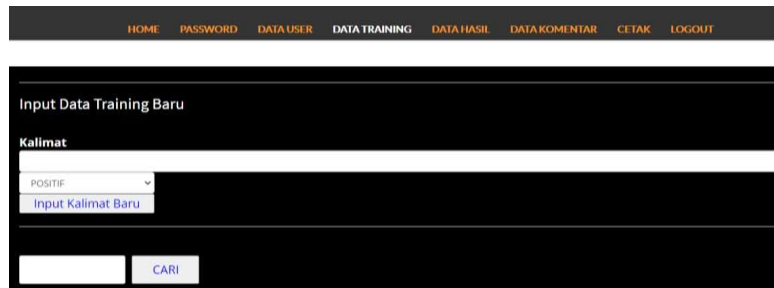 HOME PASSWORD DATA USER DATA TRAINING DATA HASIL DATA KOMENTAR CETAK LOGOUT
Input Data Training Baru
Kalimat
POSITIF
Input Kalimat Baru
CARI